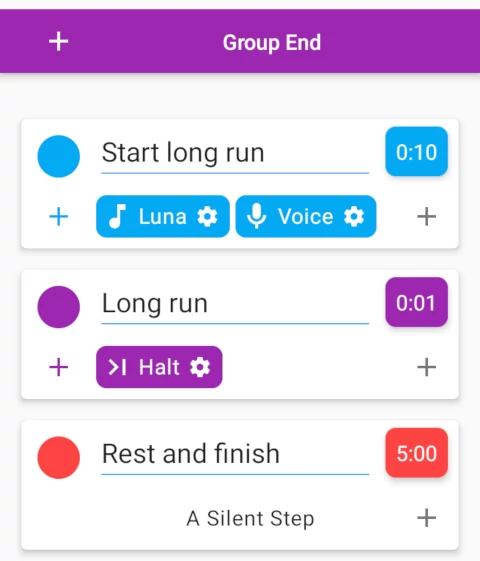 Group End
Start long run 0:10
Luna Voice
Long run 0:01
Halt
Rest and finish 5:00
A Silent Step